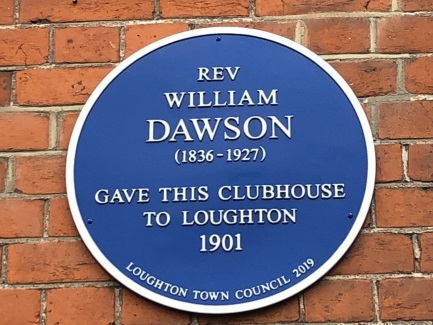 REV
WILLIAM
DAWSON
(1836-1927)
GAVE THIS CLUBHOUSE
TO LOUGHTON
1901
LOUGHTON TOWN COUNCIL 2019